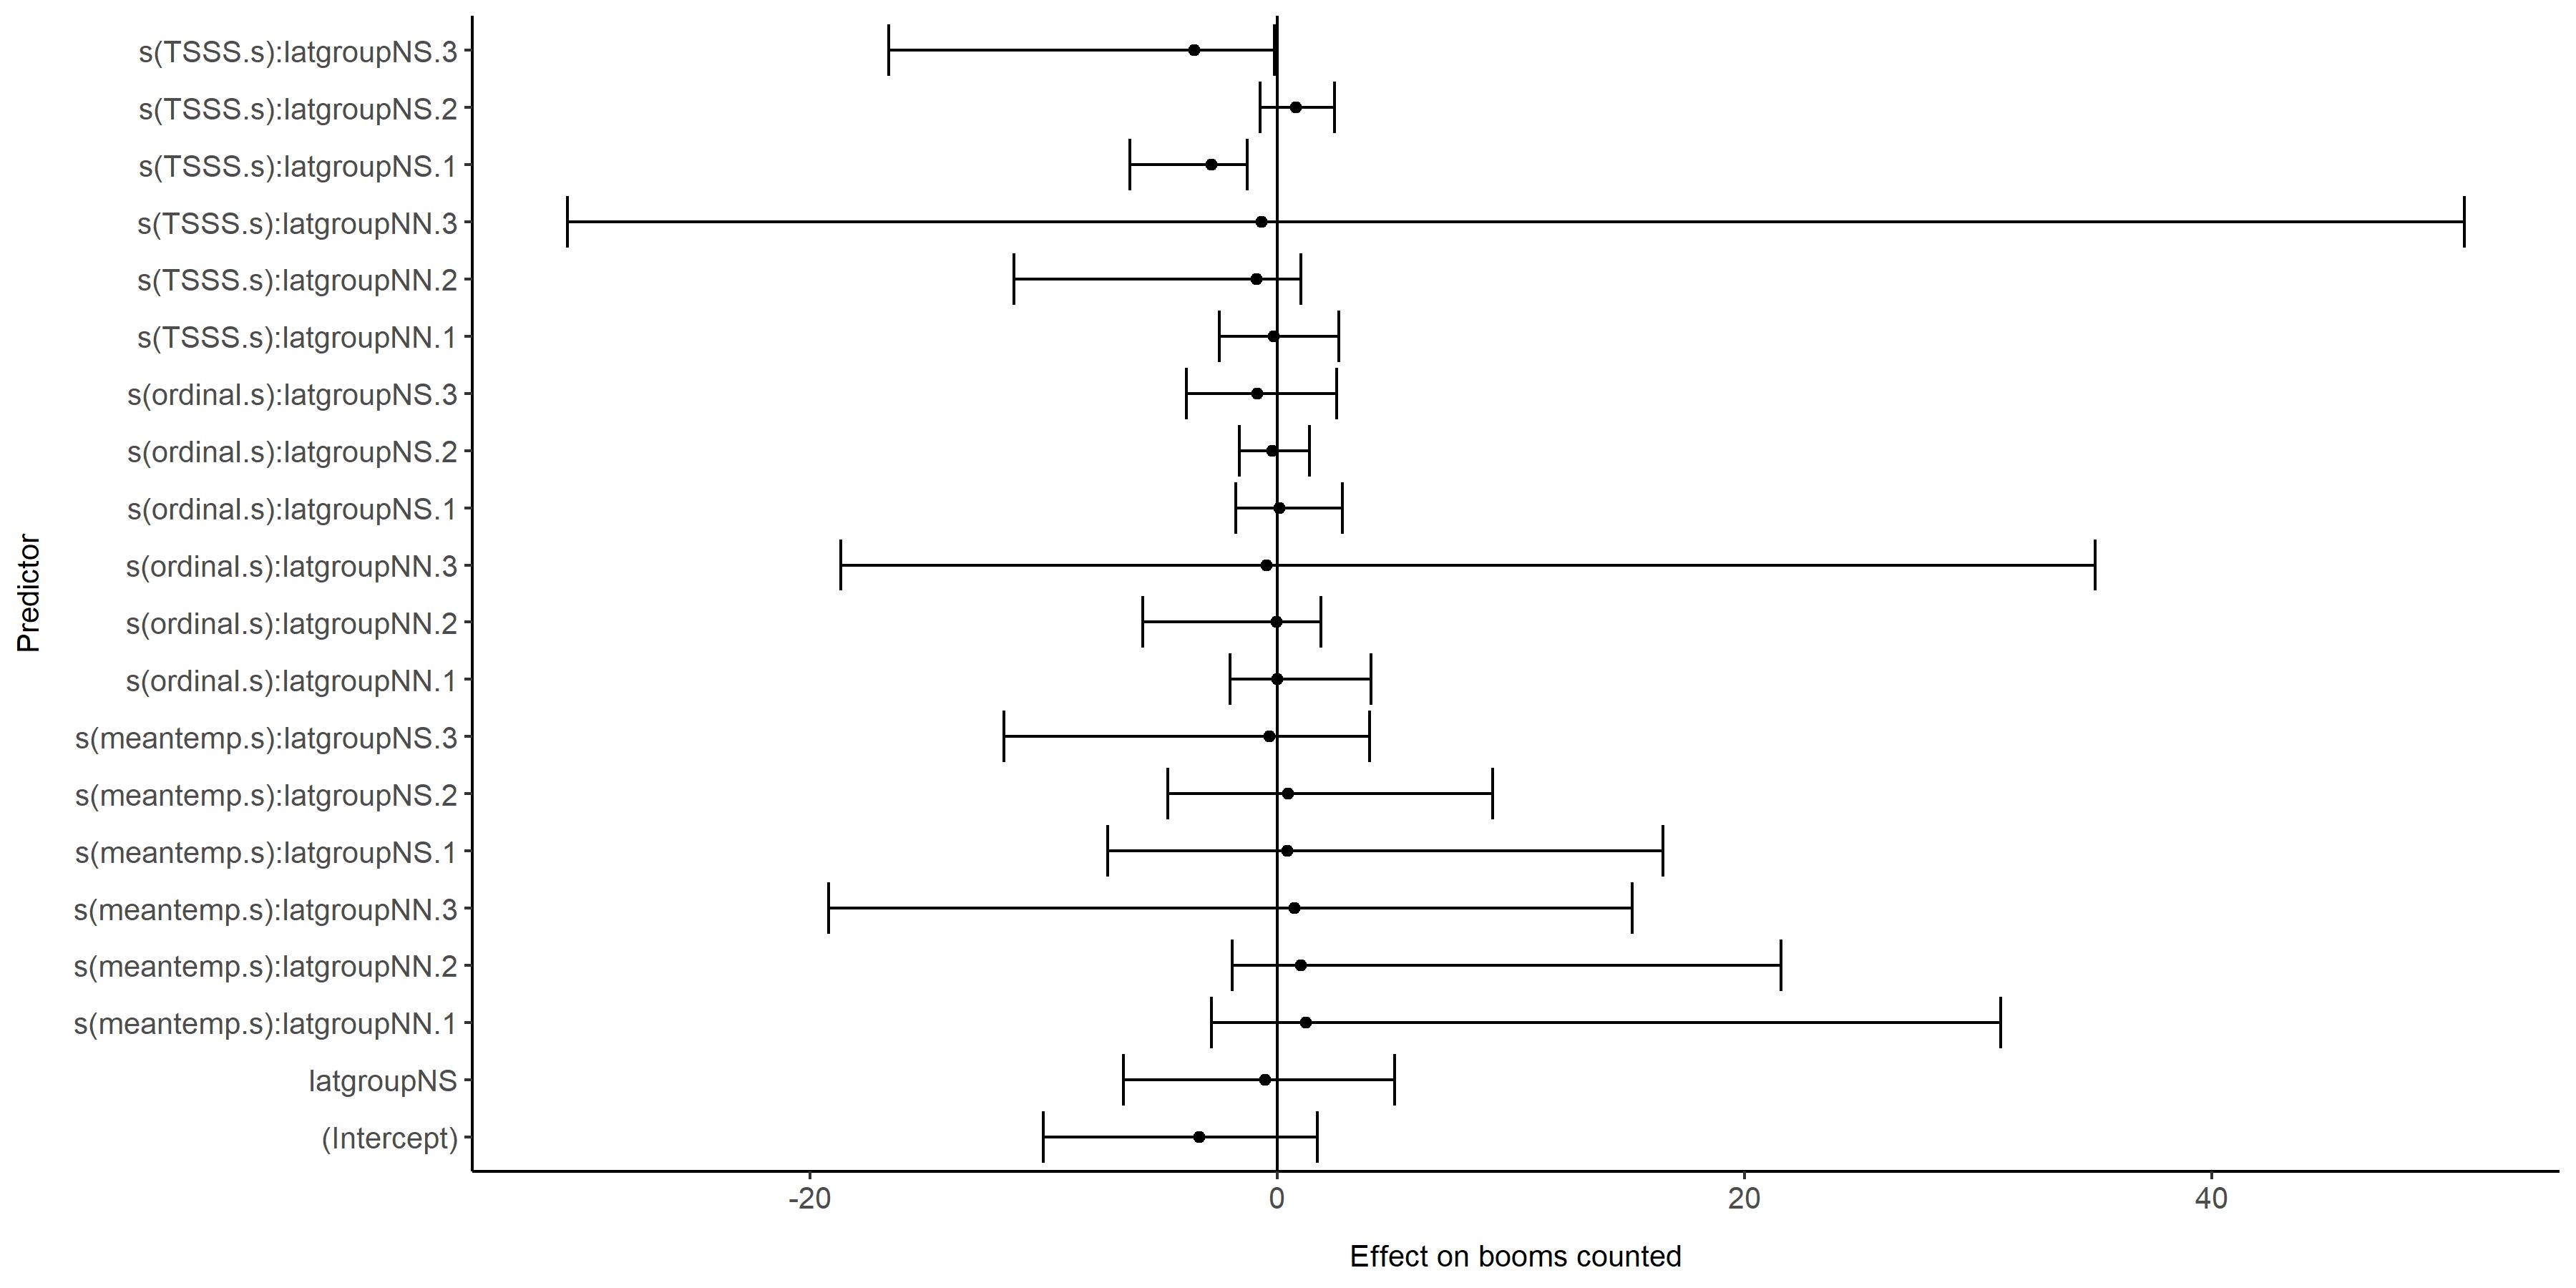 s(TSSS.s):latgroupNS.3
s(TSSS.s):latgroupNS.2
s(TSSS.s):latgroupNS.1
s(TSSS.s):latgroupNN.3
s(TSSS.s):latgroupNN.2
s(TSSS.s):latgroupNN.1
s(ordinal.s):latgroupNS.3
s(ordinal.s):latgroupNS.2
s(ordinal.s):latgroupNS.1
s(ordinal.s):latgroupNN.3
s(ordinal.s):latgroupNN.2
s(ordinal.s):latgroupNN.1
s(meantemp.s):latgroupNS.3
s(meantemp.s):latgroupNS.2
s(meantemp.s):latgroupNS.1
s(meantemp.s):latgroupNN.3
s(meantemp.s):latgroupNN.2
s(meantemp.s):latgroupNN.1
latgroupNS
(Intercept)
Predictor
-20 0 20 40
Effect on booms counted